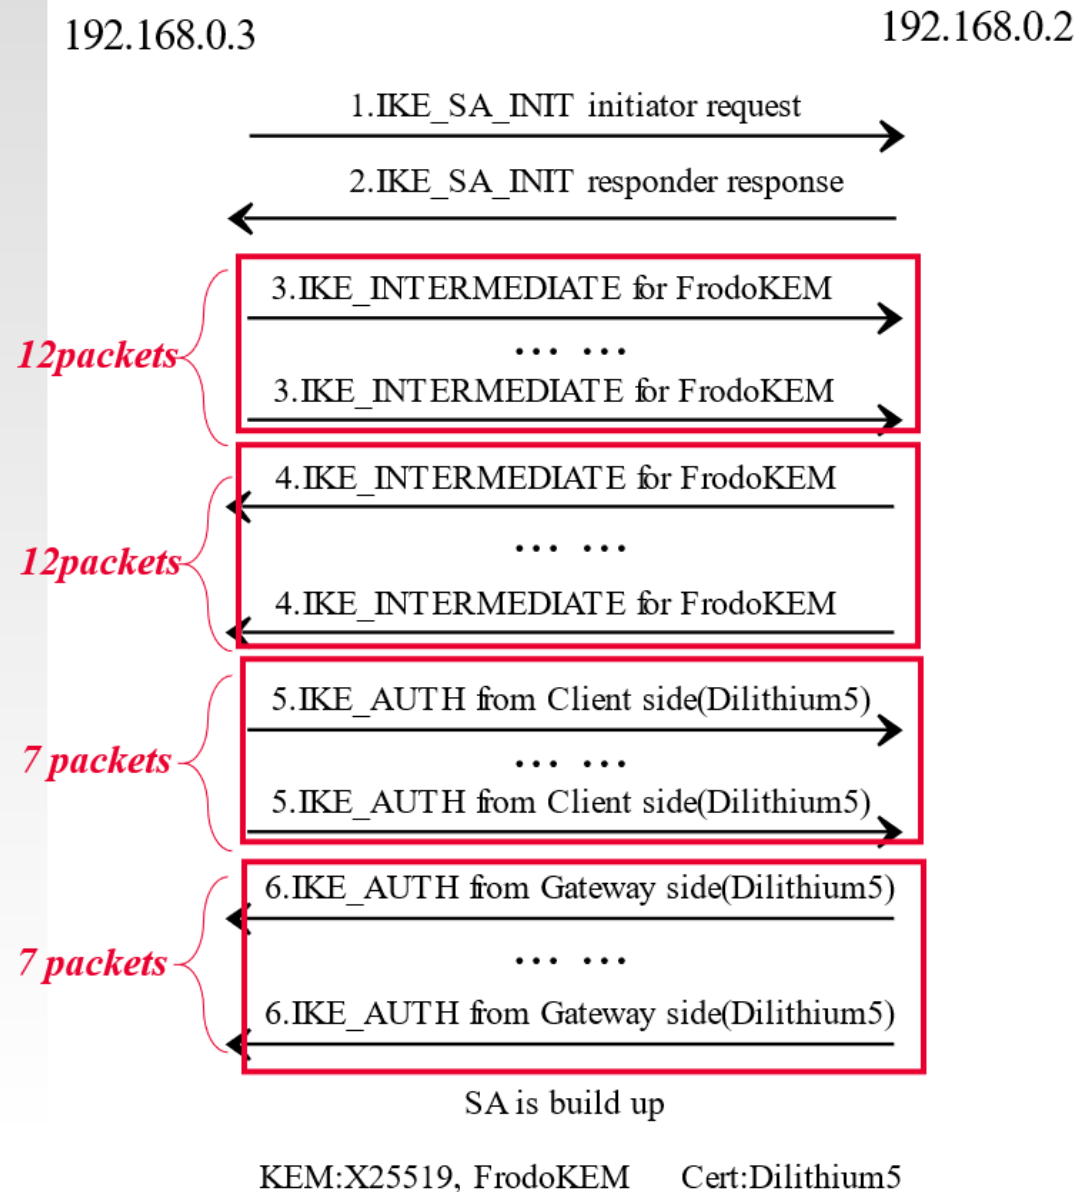 192.168.0.3
192.168.0.2
1.IKE_SA_INIT initiator request
2.IKE_SA_INIT responder response
3.IKE_INTERMEDIATE for FrodoKEM
12packets
... ...
3.IKE_INTERMEDIATE for FrodoKEM
4.IKE_INTERMEDIATE for FrodoKEM
... ...
12packets
4.IKE_INTERMEDIATE for FrodoKEM
5.IKE_AUTH from Client side(Dilithium5)
7 packets
... ...
5.IKE_AUTH from Client side(Dilithium5)
6.IKE_AUTH from Gateway side(Dilithium5)
7 packets
... ...
6.IKE_AUTH from Gateway side(Dilithium5)
SA is build up
KEM:X25519, FrodoKEM Cert:Dilithium5